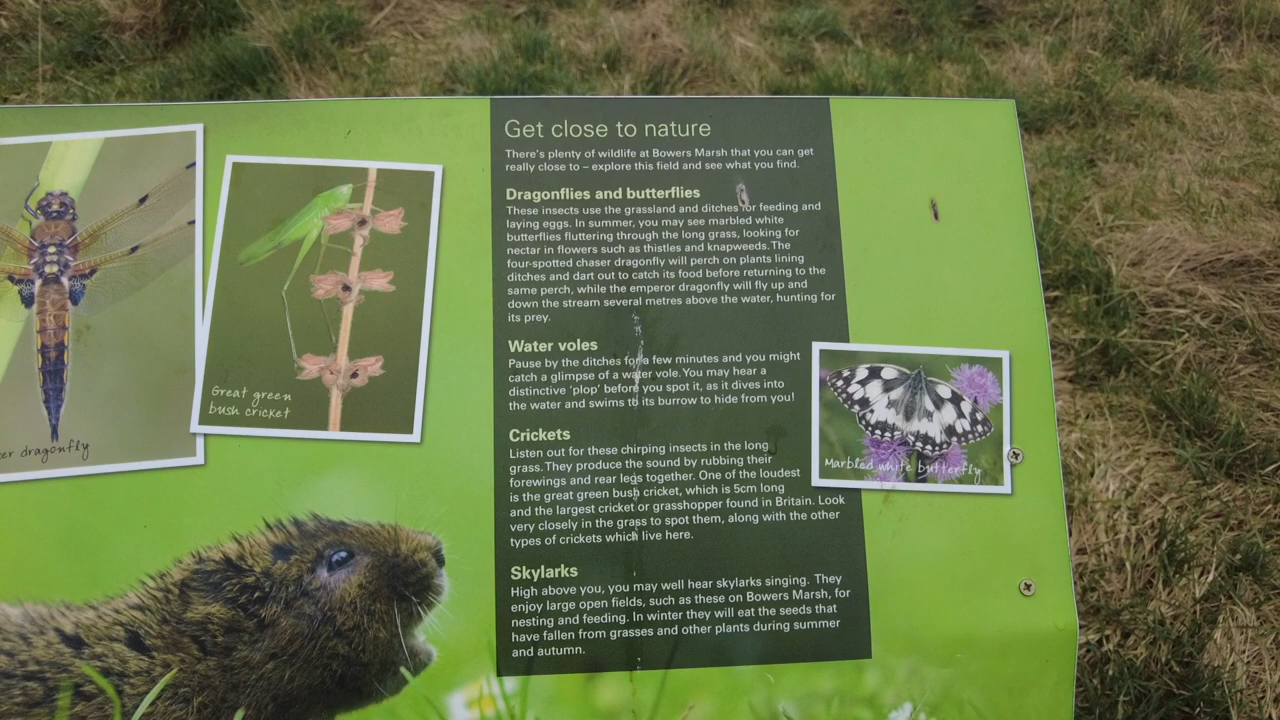 Get close to nature
There's plenty of wildlife at Bowers Marsh that you can get
really close to – explore this field and see what you find.
Dragonflies and butterflies
These insects use the grassland and ditches for feeding and
laying eggs. In summer, you may see marbled white
butterflies fluttering through the long grass, looking for
nectar in flowers such as thistles and knapweeds. The
four-spotted chaser dragonfly will perch on plants lining
ditches and dart out to catch its food before returning to the
same perch, while the emperor dragonfly will fly up and
down the stream several metres above the water, hunting for
its prey.
Water voles
Pause by the ditches for a few minutes and you might
catch a glimpse of a water vole. You may hear a
distinctive 'plop' before you spot it, as it dives into
the water and swims to its burrow to hide from you!
Crickets
Listen out for these chirping insects in the long
grass. They produce the sound by rubbing their
forewings and rear legs together. One of the loudest
is the great green bush cricket, which is 5cm long
and the largest cricket or grasshopper found in Britain. Look
very closely in the grass to spot them, along with the other
types of crickets which live here.
Skylarks
High above you, you may well hear skylarks singing. They
enjoy large open fields, such as these on Bowers Marsh, for
nesting and feeding. In winter they will eat the seeds that
have fallen from grasses and other plants during summer
and autumn.
Great green
bush cricket
er dragonfly
Marbled white butterfly